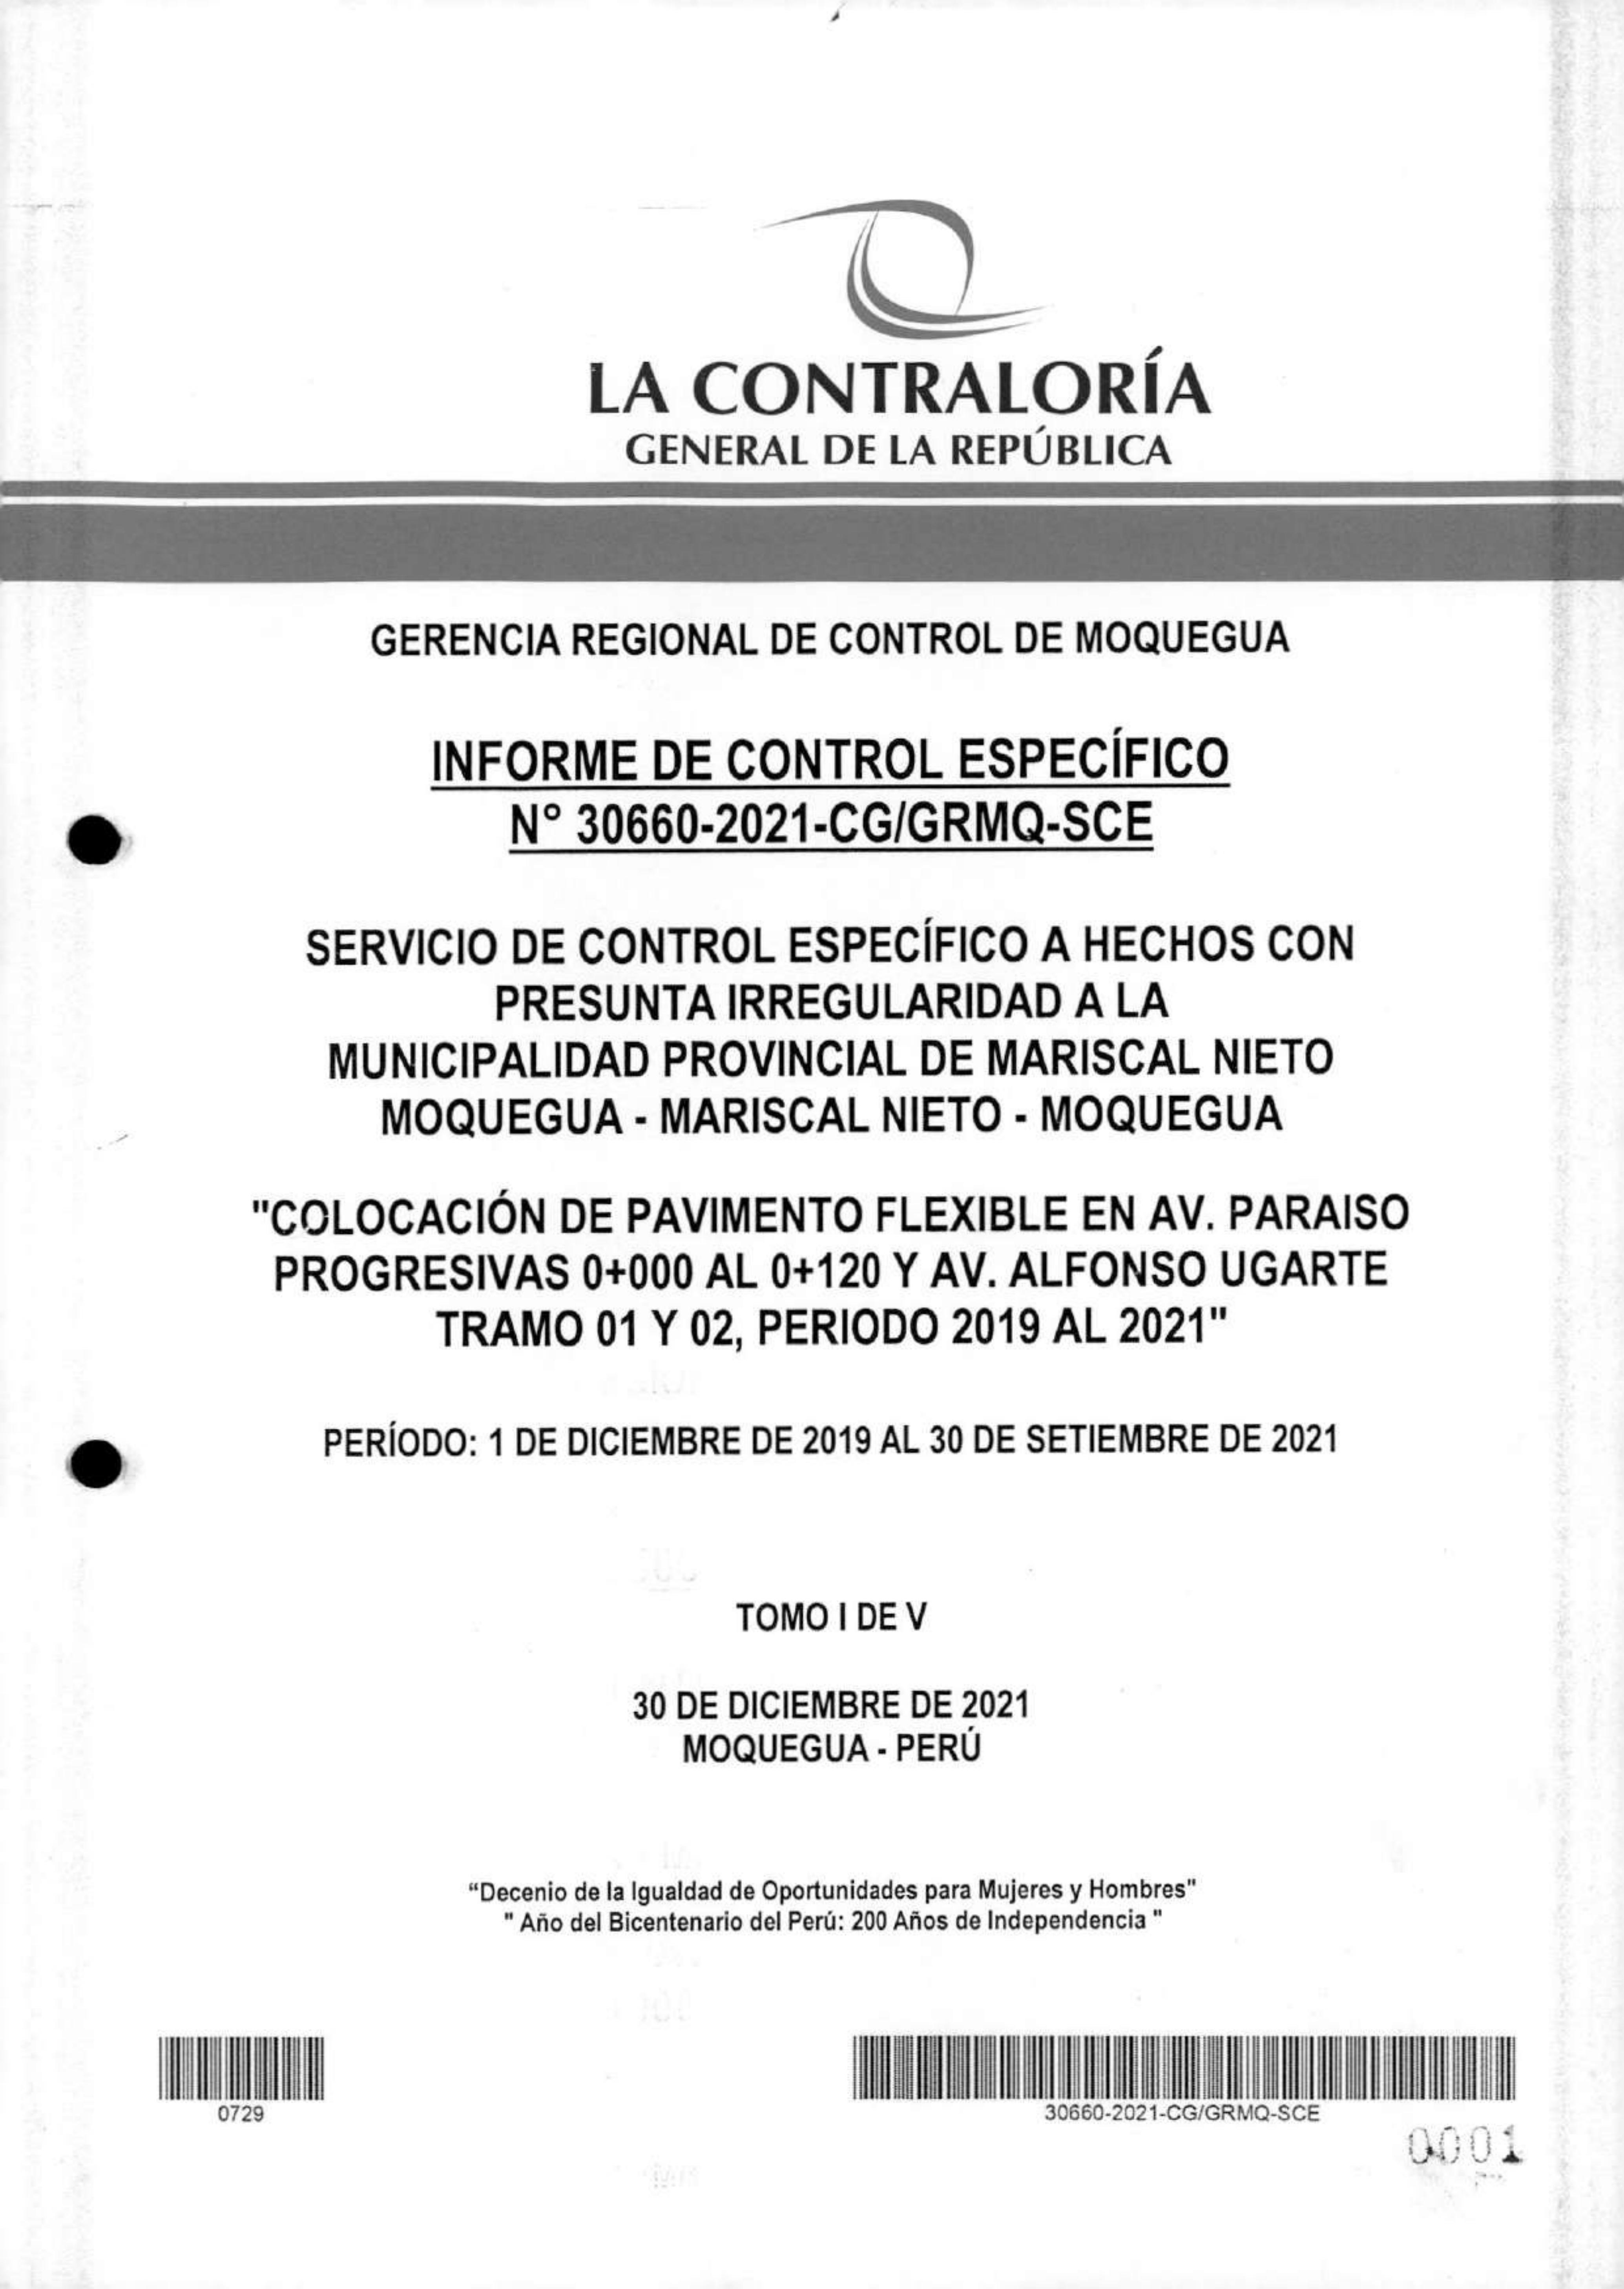 LA CONTRALORÍA
GENERAL DE LA REPÚBLICA
GERENCIA REGIONAL DE CONTROL DE MOQUEGUA
INFORME DE CONTROL ESPECÍFICO
N° 30660-2021-CG/GRMQ-SCE
SERVICIO DE CONTROL ESPECÍFICO A HECHOS CON
PRESUNTA IRREGULARIDAD A LA
MUNICIPALIDAD PROVINCIAL DE MARISCAL NIETO
MOQUEGUA - MARISCAL NIETO - MOQUEGUA
"COLOCACIÓN DE PAVIMENTO FLEXIBLE EN AV. PARAISO
PROGRESIVAS 0+000 AL 0+120 Y AV. ALFONSO UGARTE
TRAMO 01 Y 02, PERIODO 2019 AL 2021"
PERÍODO: 1 DE DICIEMBRE DE 2019 AL 30 DE SETIEMBRE DE 2021
TOMO I DE V
30 DE DICIEMBRE DE 2021
MOQUEGUA - PERÚ
“Decenio de la Igualdad de Oportunidades para Mujeres y Hombres"
" Año del Bicentenario del Perú: 200 Años de Independencia "
0729
30660-2021-CG/GRMQ-SCE
0001